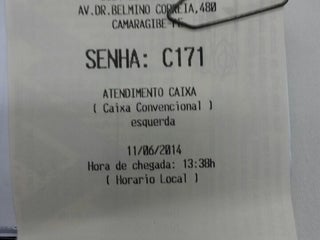 AV.DR.BELMINO CORREIA,480
CAMARAGIBE-PE
SENHA: C171
ATENDIMENTO CAIXA
( Caixa Convencional )
esquerda
11/06/2014
Hora de chegada: 13:38h
( Horario Local )